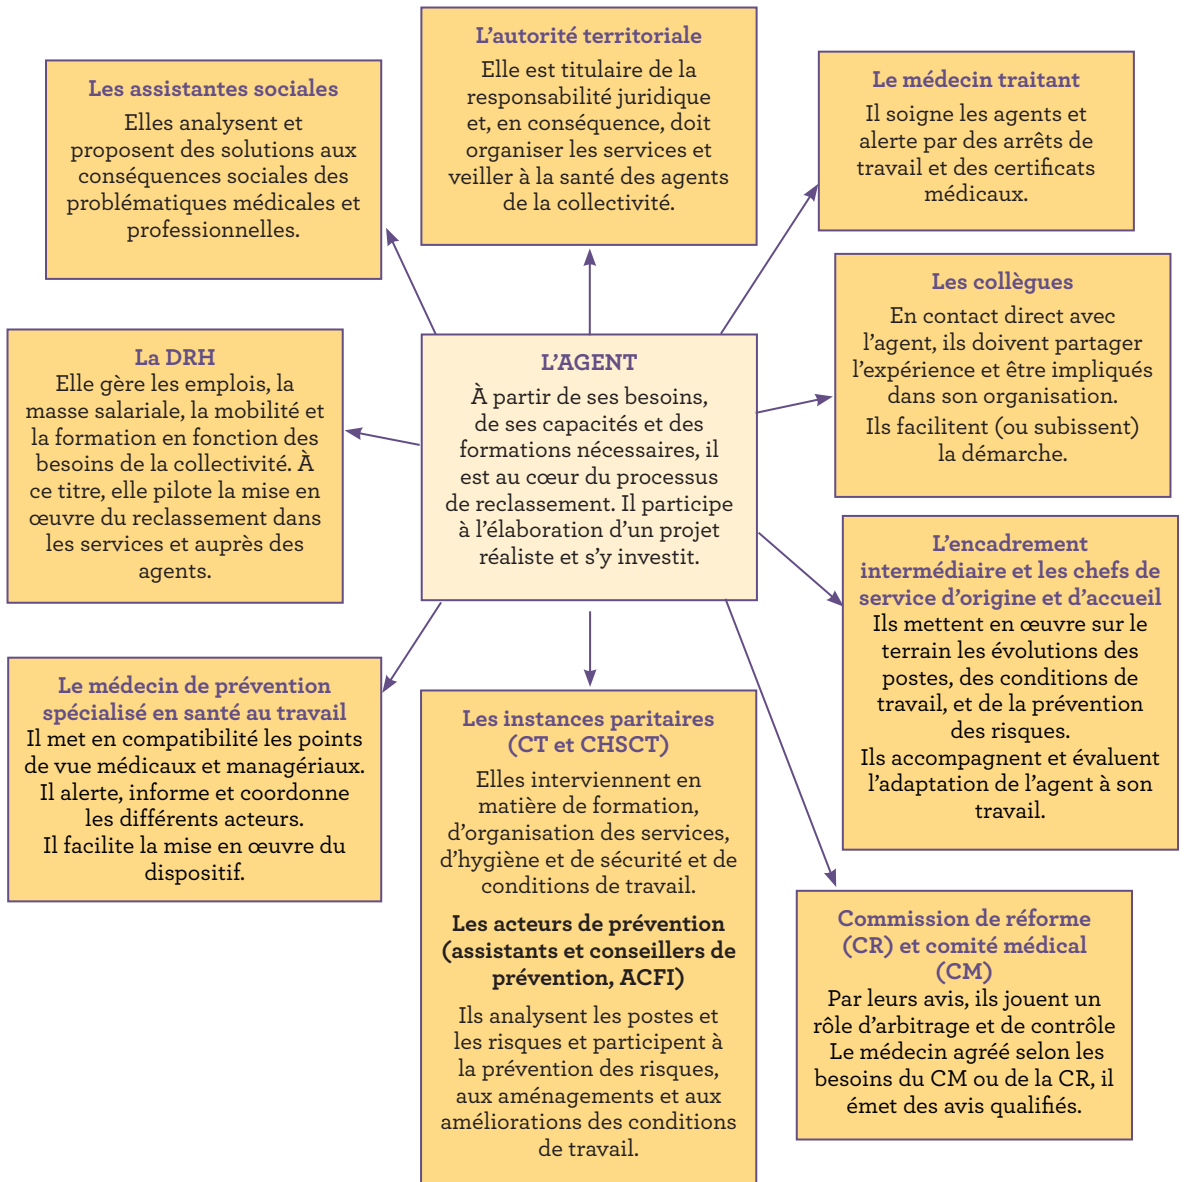 L’autorité territoriale
Elle est titulaire de la
responsabilité juridique
et, en conséquence, doit
organiser les services et
veiller à la santé des agents
de la collectivité.
Les assistantes sociales
Elles analysent et
proposent des solutions aux
conséquences sociales des
problématiques médicales et
professionnelles.
Le médecin traitant
Il soigne les agents et
alerte par des arrêts de
travail et des certificats
médicaux.
Les collègues
En contact direct avec
l’agent, ils doivent partager
l’expérience et être impliqués
dans son organisation.
Ils facilitent (ou subissent)
la démarche.
La DRH
Elle gère les emplois, la
masse salariale, la mobilité et
la formation en fonction des
besoins de la collectivité. À
ce titre, elle pilote la mise en
œuvre du reclassement dans
les services et auprès des
agents.
L’AGENT
À partir de ses besoins,
de ses capacités et des
formations nécessaires, il
est au cœur du processus
de reclassement. Il participe
à l’élaboration d’un projet
réaliste et s’y investit.
L’encadrement
intermédiaire et les chefs de
service d’origine et d’accueil
Ils mettent en œuvre sur le
terrain les évolutions des
postes, des conditions de
travail, et de la prévention
des risques.
Ils accompagnent et évaluent
l’adaptation de l’agent à son
travail.
Le médecin de prévention
spécialisé en santé au travail
Il met en compatibilité les points
de vue médicaux et managériaux.
Il alerte, informe et coordonne
les différents acteurs.
Il facilite la mise en œuvre du
dispositif.
Les instances paritaires
(CT et CHSCT)
Elles interviennent en
matière de formation,
d’organisation des services,
d’hygiène et de sécurité et de
conditions de travail.
Les acteurs de prévention
(assistants et conseillers de
prévention, ACFI)
Ils analysent les postes et
les risques et participent à
la prévention des risques,
aux aménagements et aux
améliorations des conditions
de travail.
Commission de réforme
(CR) et comité médical
(CM)
Par leurs avis, ils jouent un
rôle d’arbitrage et de contrôle
Le médecin agréé selon les
besoins du CM ou de la CR, il
émet des avis qualifiés.